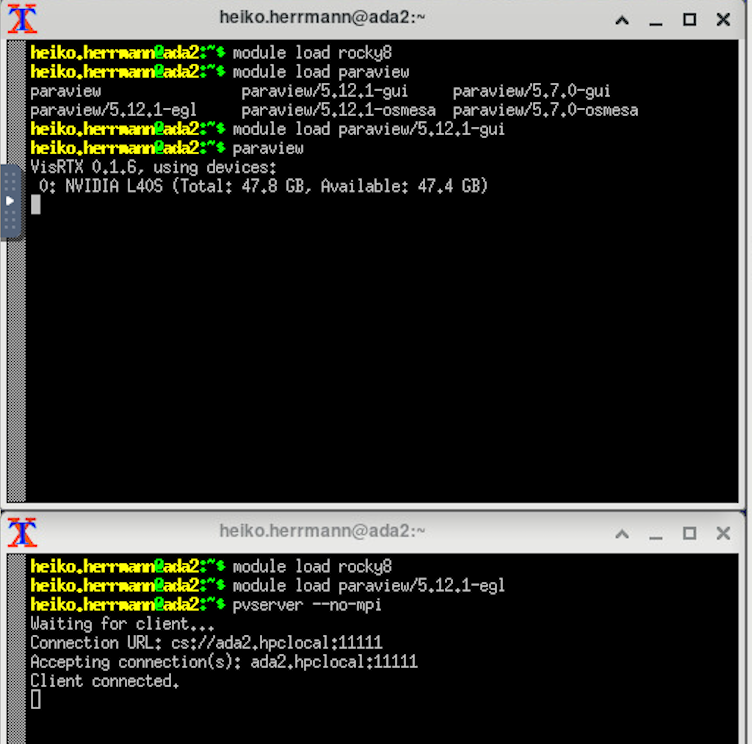 heiko.herrmann@ada2:~
heiko.herrmann@ada2:~$ module load rocky8
heiko.herrmann@ada2:~$ module load paraview
paraview paraview/5.12.1-gui paraview/5.7.0-gui
paraview/5.12.1-egl paraview/5.12.1-osmesa paraview/5.7.0-osmesa
heiko.herrmann@ada2:~$ module load paraview/5.12.1-gui
heiko.herrmann@ada2:~$ paraview
VisRTX 0.1.6, using devices:
 0: NVIDIA L40S (Total: 47.8 GB, Available: 47.4 GB)
heiko.herrmann@ada2:~
heiko.herrmann@ada2:~$ module load rocky8
heiko.herrmann@ada2:~$ module load paraview/5.12.1-egl
heiko.herrmann@ada2:~$ pvserver --no-mpi
Waiting for client...
Connection URL: cs://ada2.hpclocal:11111
Accepting connection(s): ada2.hpclocal:11111
Client connected.